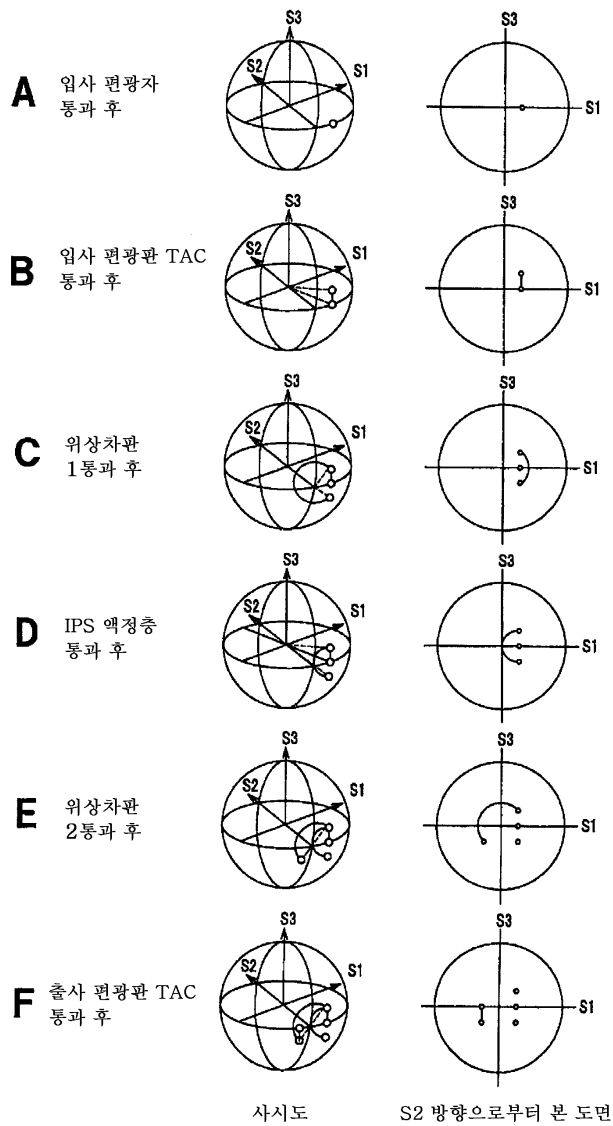 S3
S2
S1
S3
S1
A 입사 편광자
통과 후
S3
S2
S1
S3
S1
B 입사 편광판 TAC
통과 후
S3
S2
S1
S3
S1
C 위상차판
1통과 후
S3
S2
S1
S3
S1
D IPS 액정층
통과 후
S3
S2
S1
S3
S1
E 위상차판
2통과 후
S3
S2
S1
S3
S1
F 출사 편광판 TAC
통과 후
사시도
S2 방향으로부터 본 도면